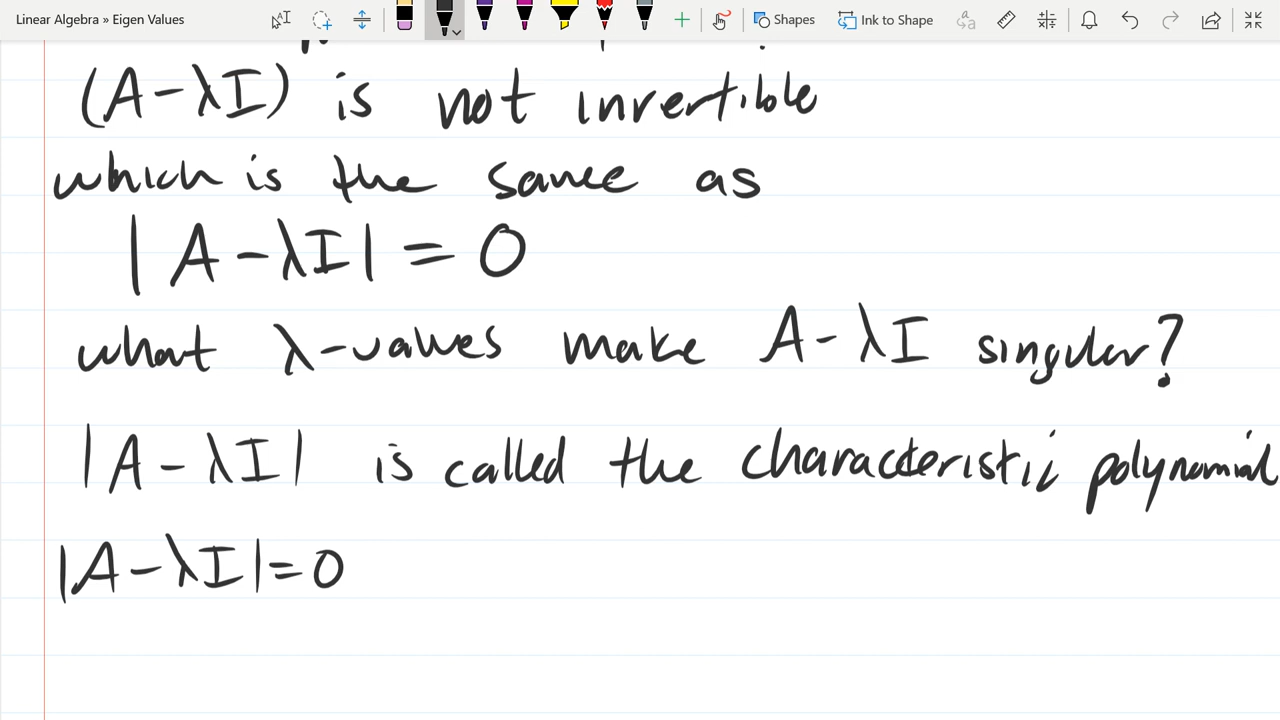 Linear Algebra » Eigen Values
Shapes
Ink to Shape
(A-λI) is not invertible
which is the same as
|A-λI| = 0
what λ-values make A-λI singular?
|A-λI| is called the characteristic polynomial
|A-λI|=0